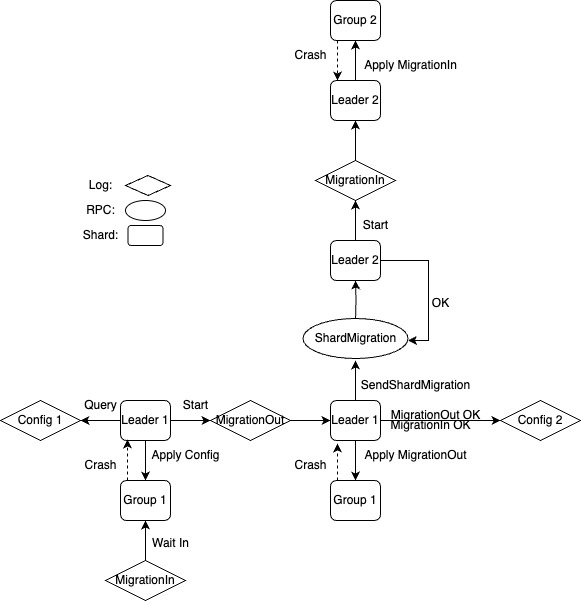 Group 2
Crash
Apply MigrationIn
Leader 2
MigrationIn
Log:
RPC:
Shard:
Start
Leader 2
OK
ShardMigration
SendShardMigration
Config 1
Query
Leader 1
Start
MigrationOut
Leader 1
MigrationOut OK
MigrationIn OK
Config 2
Crash
Apply Config
Crash
Apply MigrationOut
Group 1
Group 1
Wait In
MigrationIn